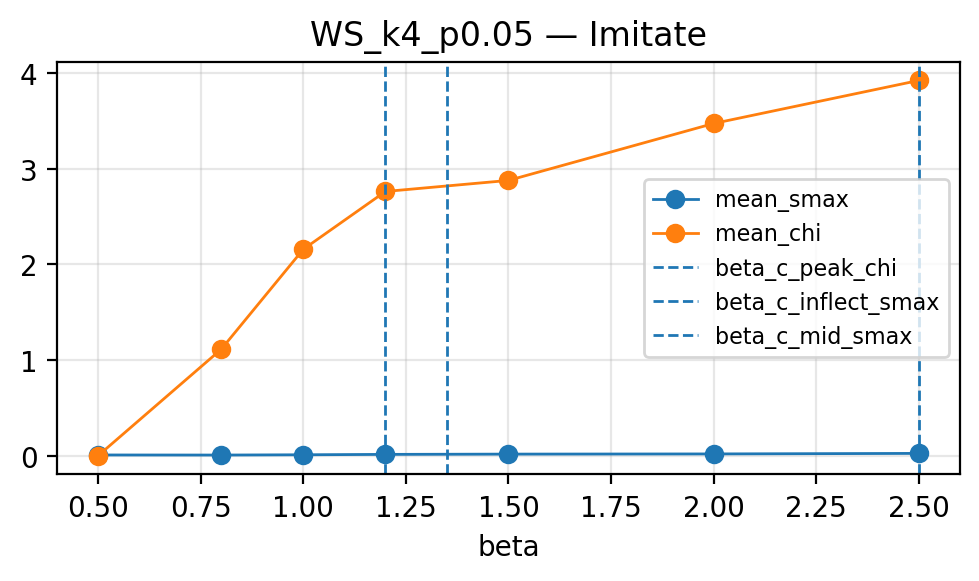 WS_k4_p0.05 — Imitate
4
3
2
1
0
mean_smax
mean_chi
beta_c_peak_chi
beta_c_inflect_smax
beta_c_mid_smax
0.50 0.75 1.00 1.25 1.50 1.75 2.00 2.25 2.50
beta